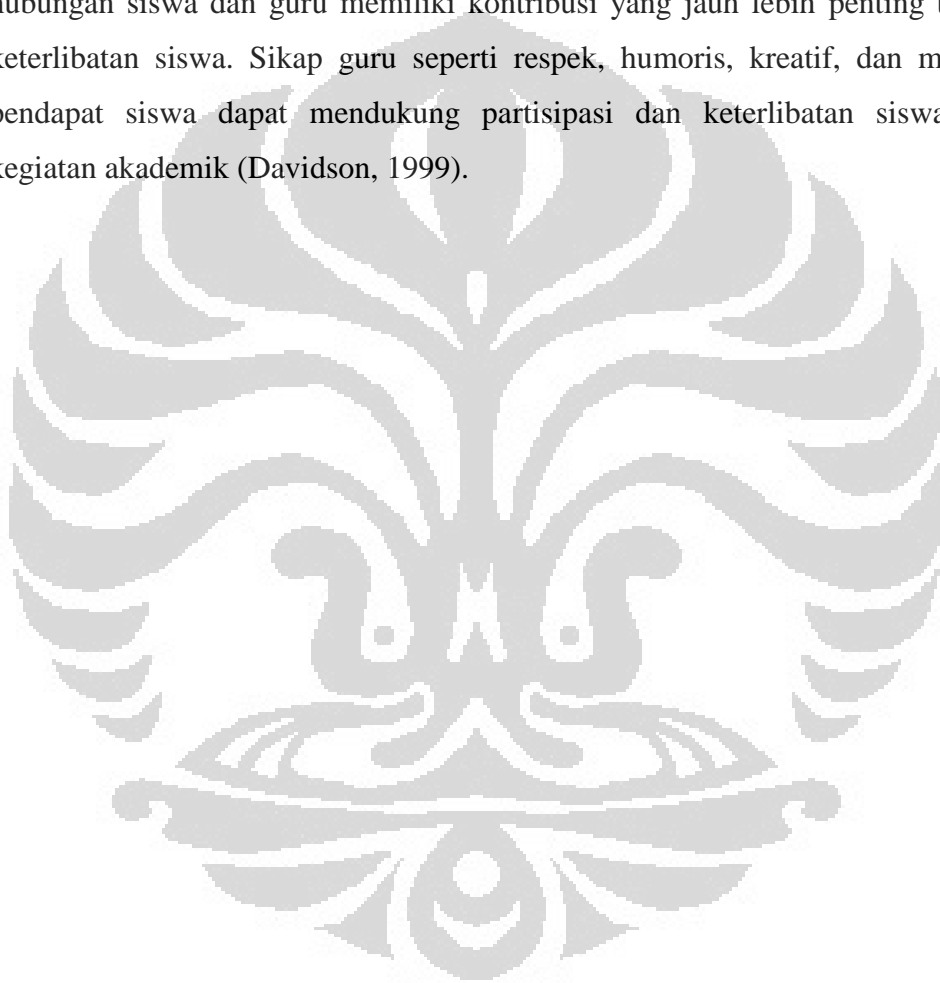 hubungan siswa dan guru memiliki kontribusi yang jauh lebih penting
keterlibatan siswa. Sikap guru seperti respek, humoris, kreatif, dan
pendapat siswa dapat mendukung partisipasi dan keterlibatan siswa
kegiatan akademik (Davidson, 1999).